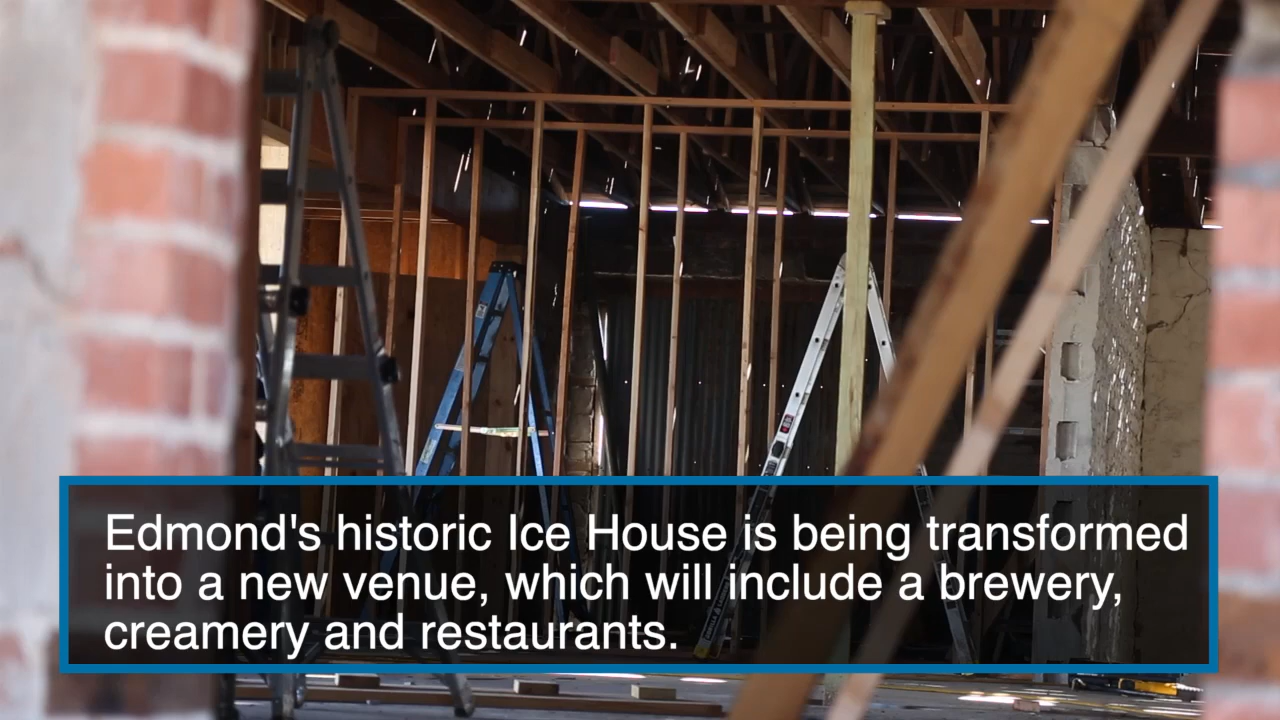 Edmond's historic Ice House is being transformed
into a new venue, which will include a brewery,
creamery and restaurants.